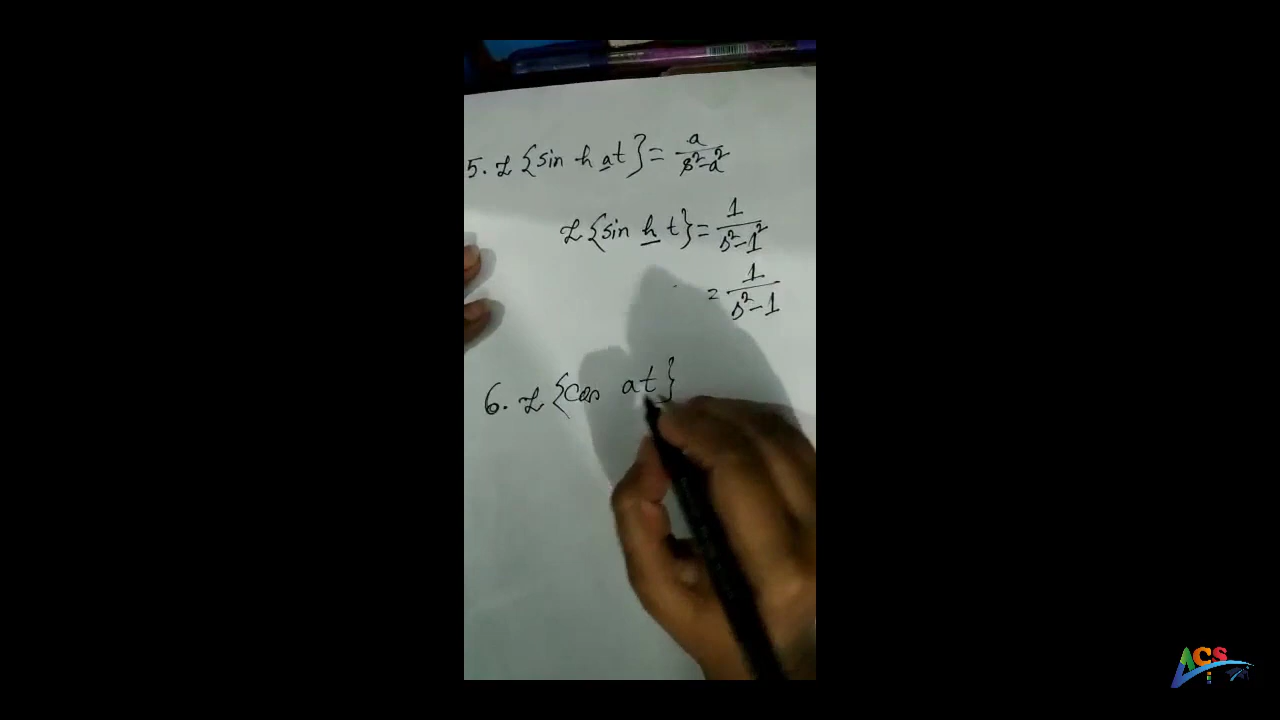 5. L {sin h at} = a / s²-a²
L {sin h t} = 1 / s²-1²
= 1 / s²-1
6. L {cos at}
ACS